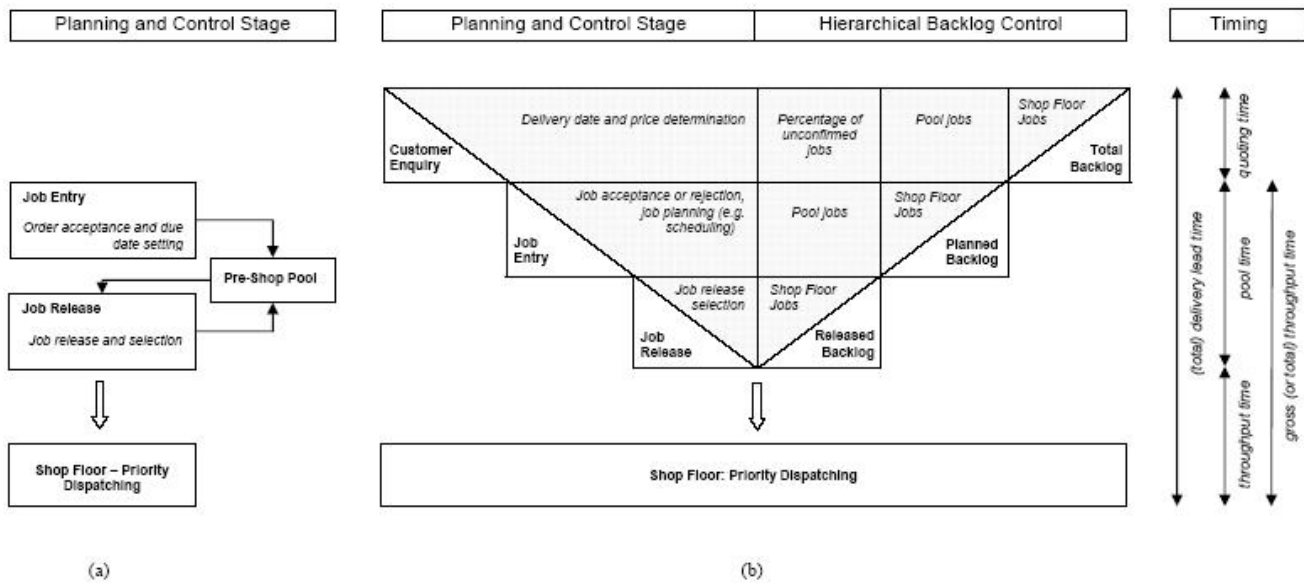 Planning and Control Stage
Job Entry
Order acceptance and due
date setting
Pre-Shop Pool
Job Release
Job release and selection
Shop Floor – Priority
Dispatching
(a)
Planning and Control Stage
Hierarchical Backlog Control
Delivery date and price determination
Percentage of
unconfirmed
jobs
Pool jobs
Shop Floor
Jobs
Customer
Enquiry
Total
Backlog
Job acceptance or rejection,
job planning (e.g.
scheduling)
Pool jobs
Shop Floor
Jobs
Job
Entry
Planned
Backlog
Job release
selection
Shop Floor
Jobs
Job
Release
Released
Backlog
Shop Floor: Priority Dispatching
(b)
Timing
(total) delivery lead time
quoting time
pool time
throughput time
gross (or total) throughput time